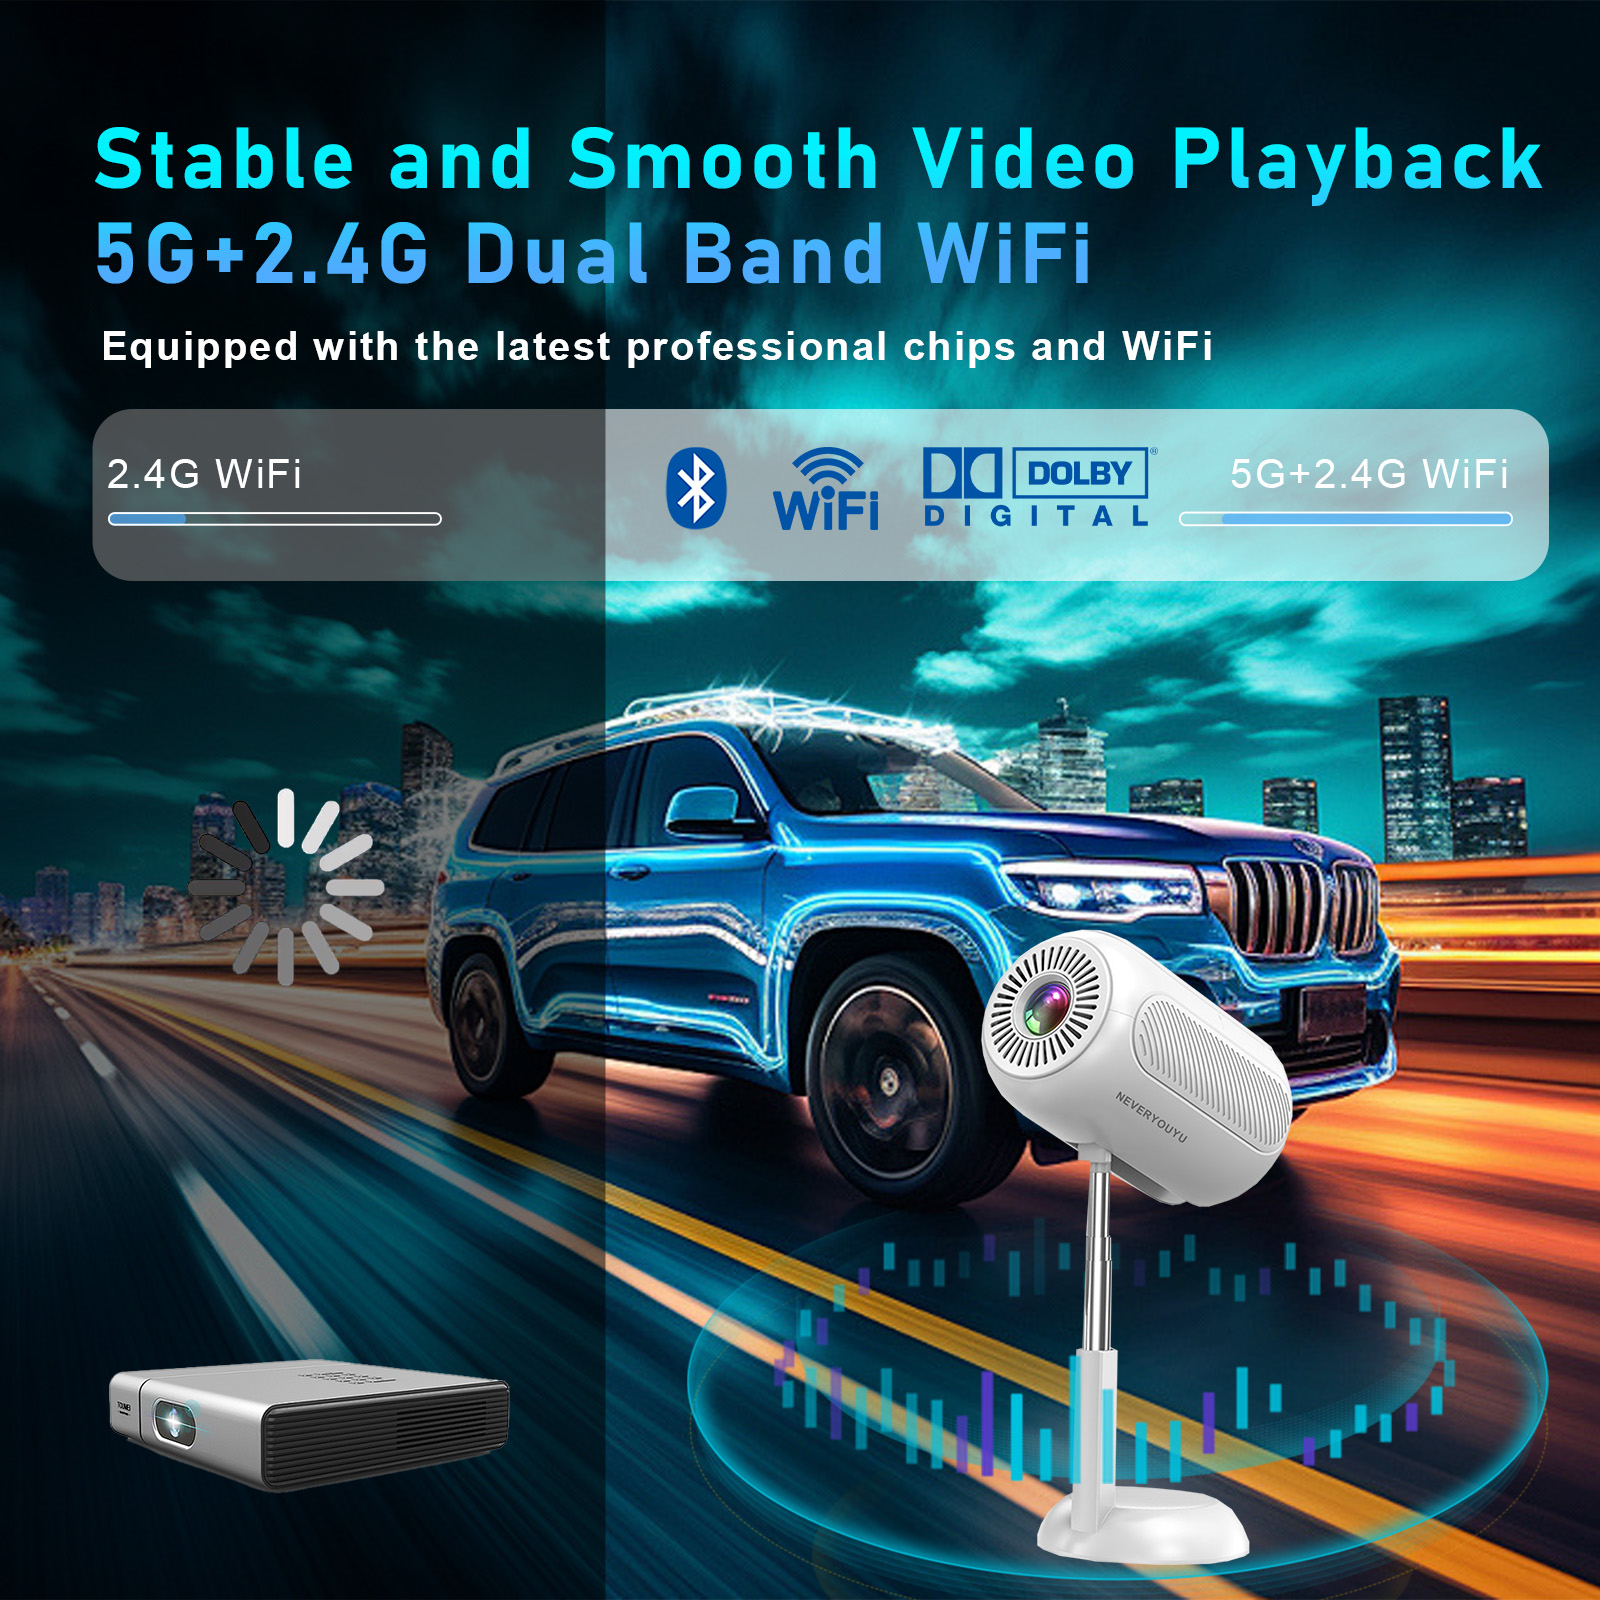 Stable and Smooth Video Playback
5G+2.4G Dual Band WiFi
Equipped with the latest professional chips and WiFi
2.4G WiFi
WiFi
DOLBY®
DIGITAL
5G+2.4G WiFi
NEVERYOUYU
TOUMEI